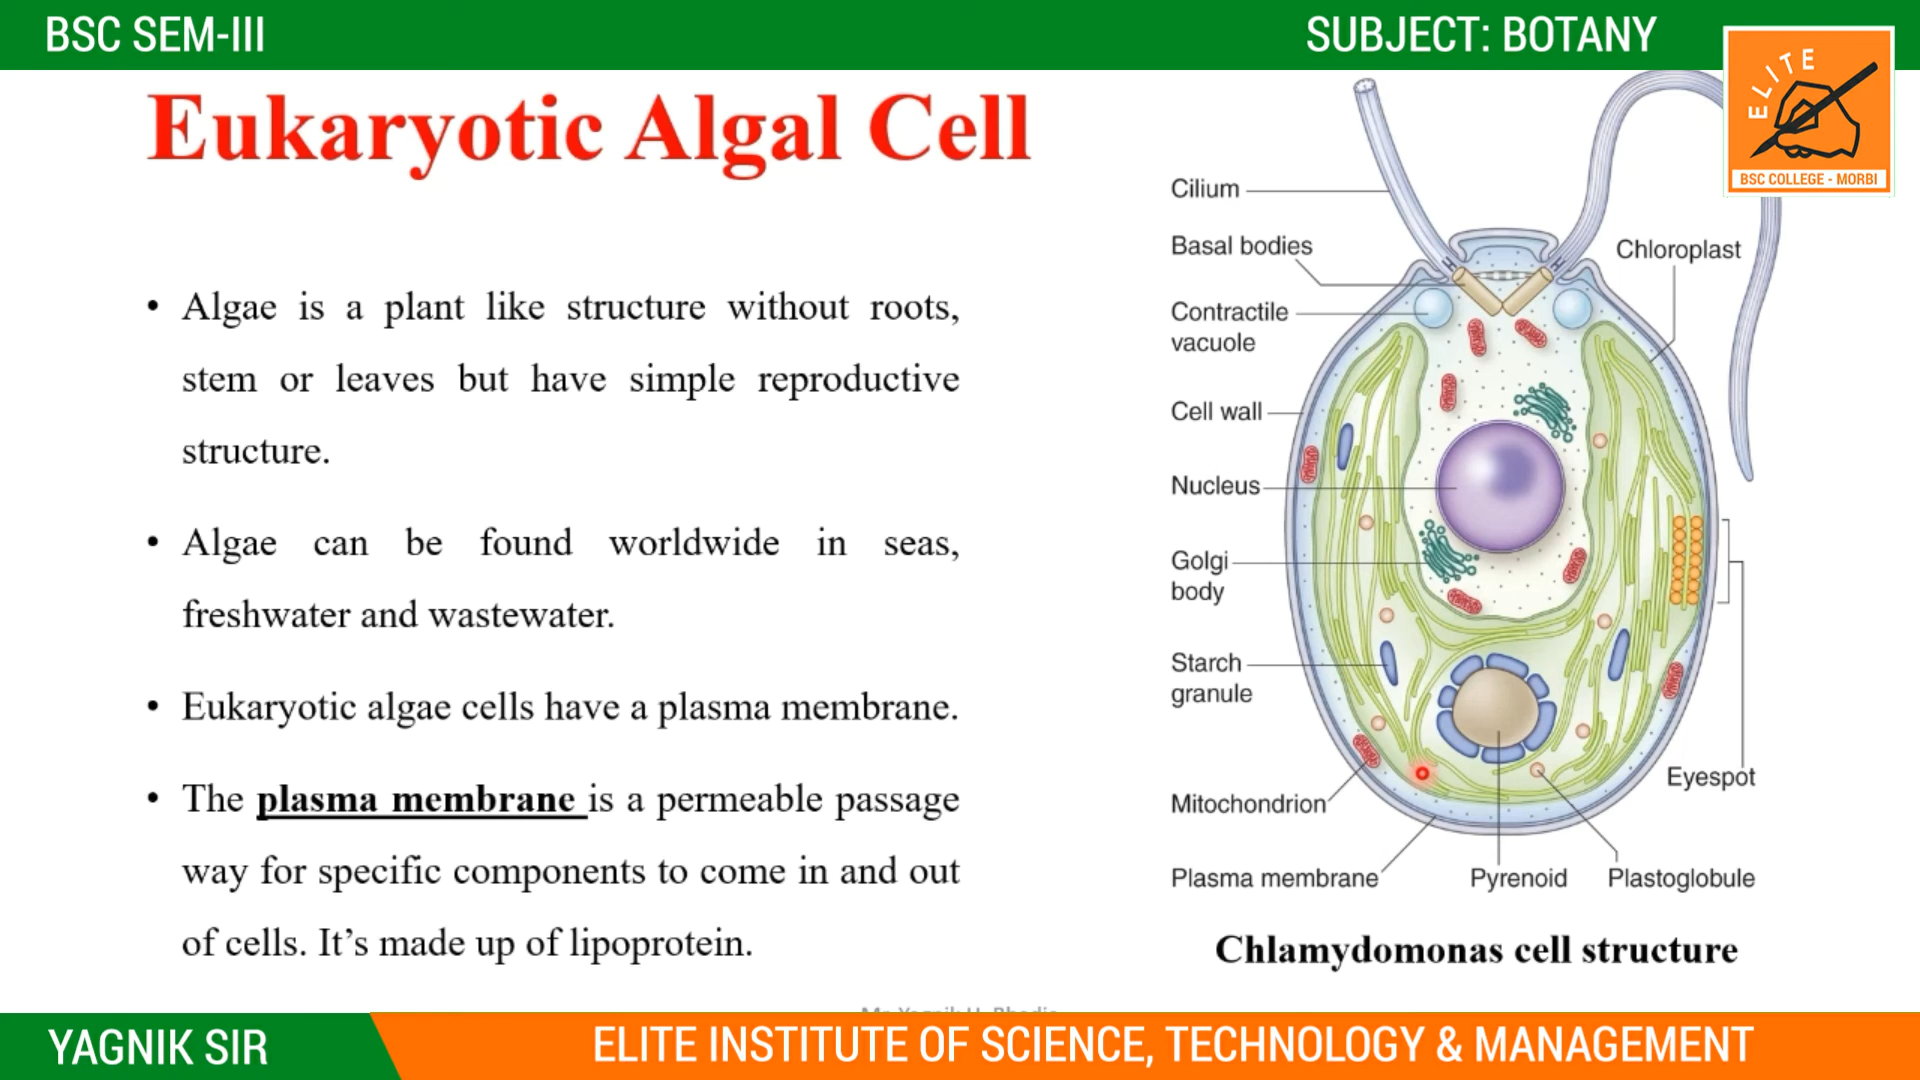 BSC SEM-III
SUBJECT: BOTANY
ELITE
BSC COLLEGE - MORBI
Eukaryotic Algal Cell
• Algae is a plant like structure without roots,
stem or leaves but have simple reproductive
structure.
• Algae can be found worldwide in seas,
freshwater and wastewater.
• Eukaryotic algae cells have a plasma membrane.
• The plasma membrane is a permeable passage
way for specific components to come in and out
of cells. It's made up of lipoprotein.
Cilium
Basal bodies
Chloroplast
Contractile
vacuole
Cell wall
Nucleus
Golgi
body
Starch
granule
Eyespot
Mitochondrion
Plasma membrane
Pyrenoid
Plastoglobule
Chlamydomonas cell structure
YAGNIK SIR
ELITE INSTITUTE OF SCIENCE, TECHNOLOGY & MANAGEMENT